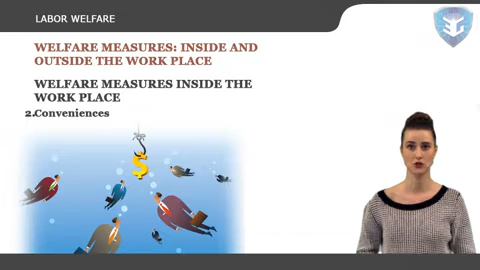 LABOR WELFARE
WELFARE MEASURES: INSIDE AND
OUTSIDE THE WORK PLACE
WELFARE MEASURES INSIDE THE
WORK PLACE
2.Conveniences
$